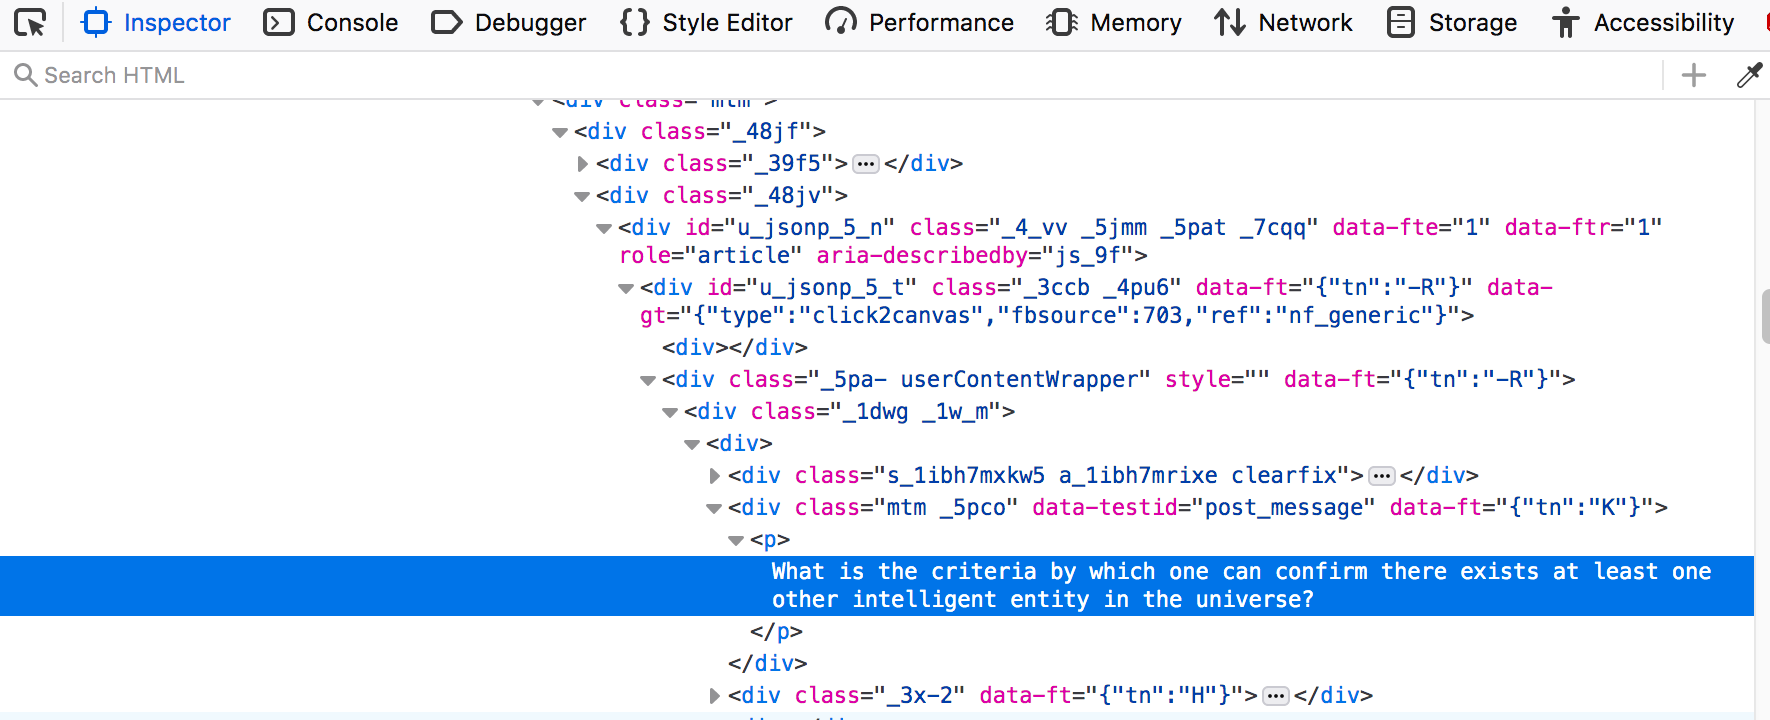 Inspector Console Debugger Style Editor Performance Memory Network Storage Accessibility
Search HTML
<div class="mtm">
<div class="_48jf">
<div class="_39f5"> ••• </div>
<div class="_48jv">
<div id="u_jsonp_5_n" class="_4_vv _5jmm _5pat _7cqq" data-fte="1" data-ftr="1"
role="article" aria-describedby="js_9f">
<div id="u_jsonp_5_t" class="_3ccb _4pu6" data-ft="{"tn":"-R"}" data-
gt="{"type":"click2canvas","fbsource":703,"ref":"nf_generic"}">
<div></div>
<div class="_5pa- userContentWrapper" style="" data-ft="{"tn":"-R"}">
<div class="_1dwg _1w_m">
<div>
<div class="s_1ibh7mxkw5 a_1ibh7mrixe clearfix"> ••• </div>
<div class="mtm _5pco" data-testid="post_message" data-ft="{"tn":"K"}">
<p>
What is the criteria by which one can confirm there exists at least one
other intelligent entity in the universe?
</p>
</div>
<div class="_3x-2" data-ft="{"tn":"H"}"> ••• </div>